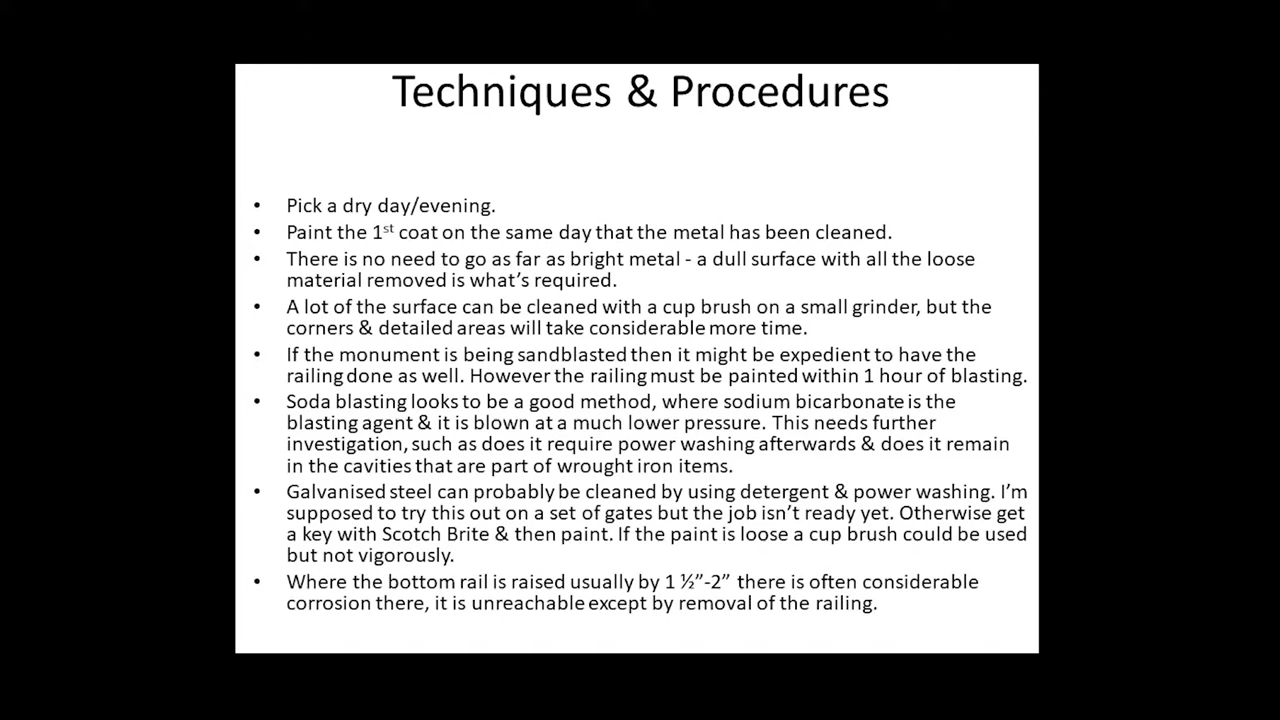 Techniques & Procedures
• Pick a dry day/evening.
• Paint the 1st coat on the same day that the metal has been cleaned.
• There is no need to go as far as bright metal - a dull surface with all the loose
material removed is what’s required.
• A lot of the surface can be cleaned with a cup brush on a small grinder, but the
corners & detailed areas will take considerable more time.
• If the monument is being sandblasted then it might be expedient to have the
railing done as well. However the railing must be painted within 1 hour of blasting.
• Soda blasting looks to be a good method, where sodium bicarbonate is the
blasting agent & it is blown at a much lower pressure. This needs further
investigation, such as does it require power washing afterwards & does it remain
in the cavities that are part of wrought iron items.
• Galvanised steel can probably be cleaned by using detergent & power washing. I’m
supposed to try this out on a set of gates but the job isn’t ready yet. Otherwise get
a key with Scotch Brite & then paint. If the paint is loose a cup brush could be used
but not vigorously.
• Where the bottom rail is raised usually by 1 ½”-2” there is often considerable
corrosion there, it is unreachable except by removal of the railing.